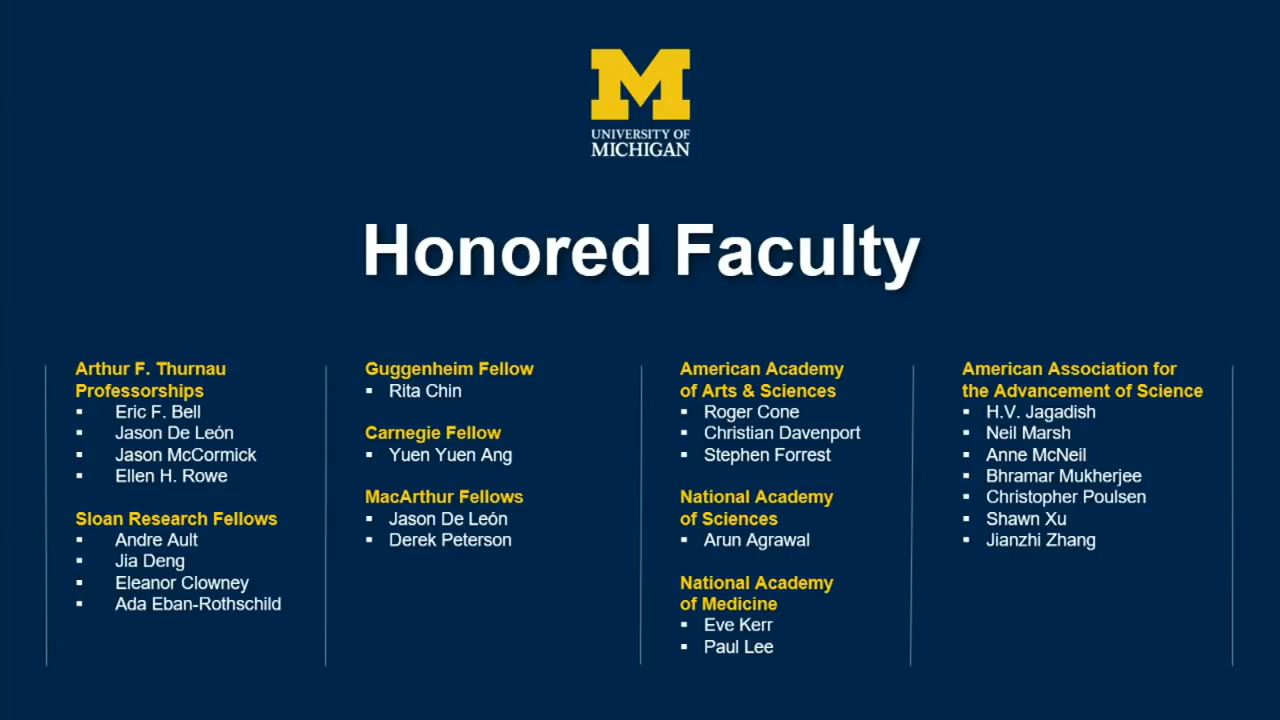 M
UNIVERSITY OF
MICHIGAN
Honored Faculty
Arthur F. Thurnau
Professorships
▪ Eric F. Bell
▪ Jason De León
▪ Jason McCormick
▪ Ellen H. Rowe
Sloan Research Fellows
▪ Andre Ault
▪ Jia Deng
▪ Eleanor Clowney
▪ Ada Eban-Rothschild
Guggenheim Fellow
▪ Rita Chin
Carnegie Fellow
▪ Yuen Yuen Ang
MacArthur Fellows
▪ Jason De León
▪ Derek Peterson
American Academy
of Arts & Sciences
▪ Roger Cone
▪ Christian Davenport
▪ Stephen Forrest
National Academy
of Sciences
▪ Arun Agrawal
National Academy
of Medicine
▪ Eve Kerr
▪ Paul Lee
American Association for
the Advancement of Science
▪ H.V. Jagadish
▪ Neil Marsh
▪ Anne McNeil
▪ Bhramar Mukherjee
▪ Christopher Poulsen
▪ Shawn Xu
▪ Jianzhi Zhang